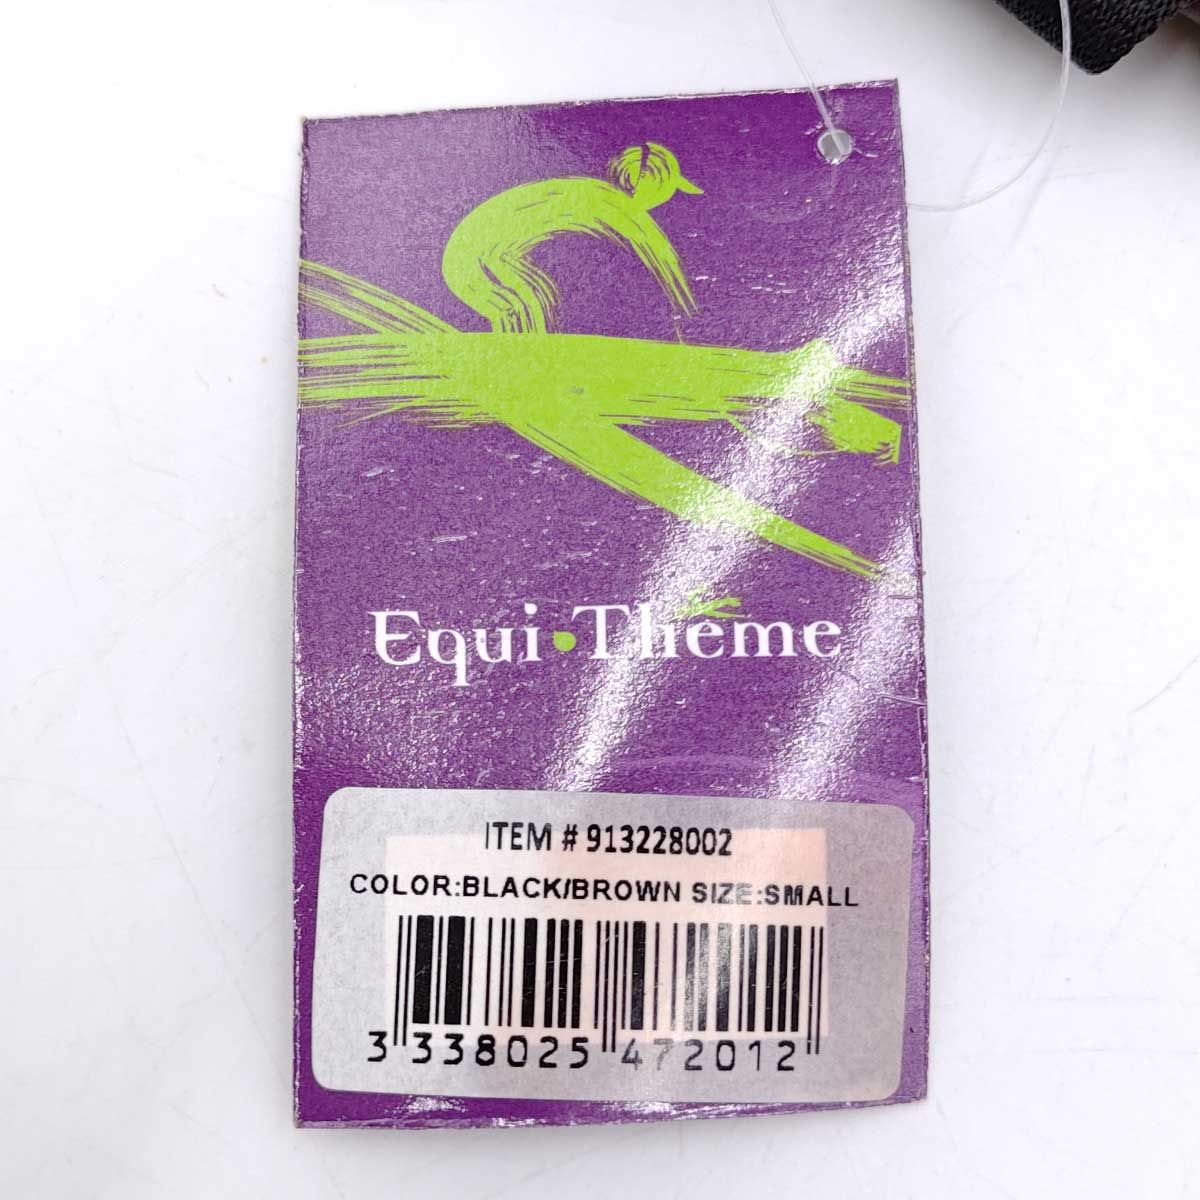 Equi•Thème
ITEM # 913228002
COLOR:BLACK/BROWN SIZE:SMALL
3 338025 472012